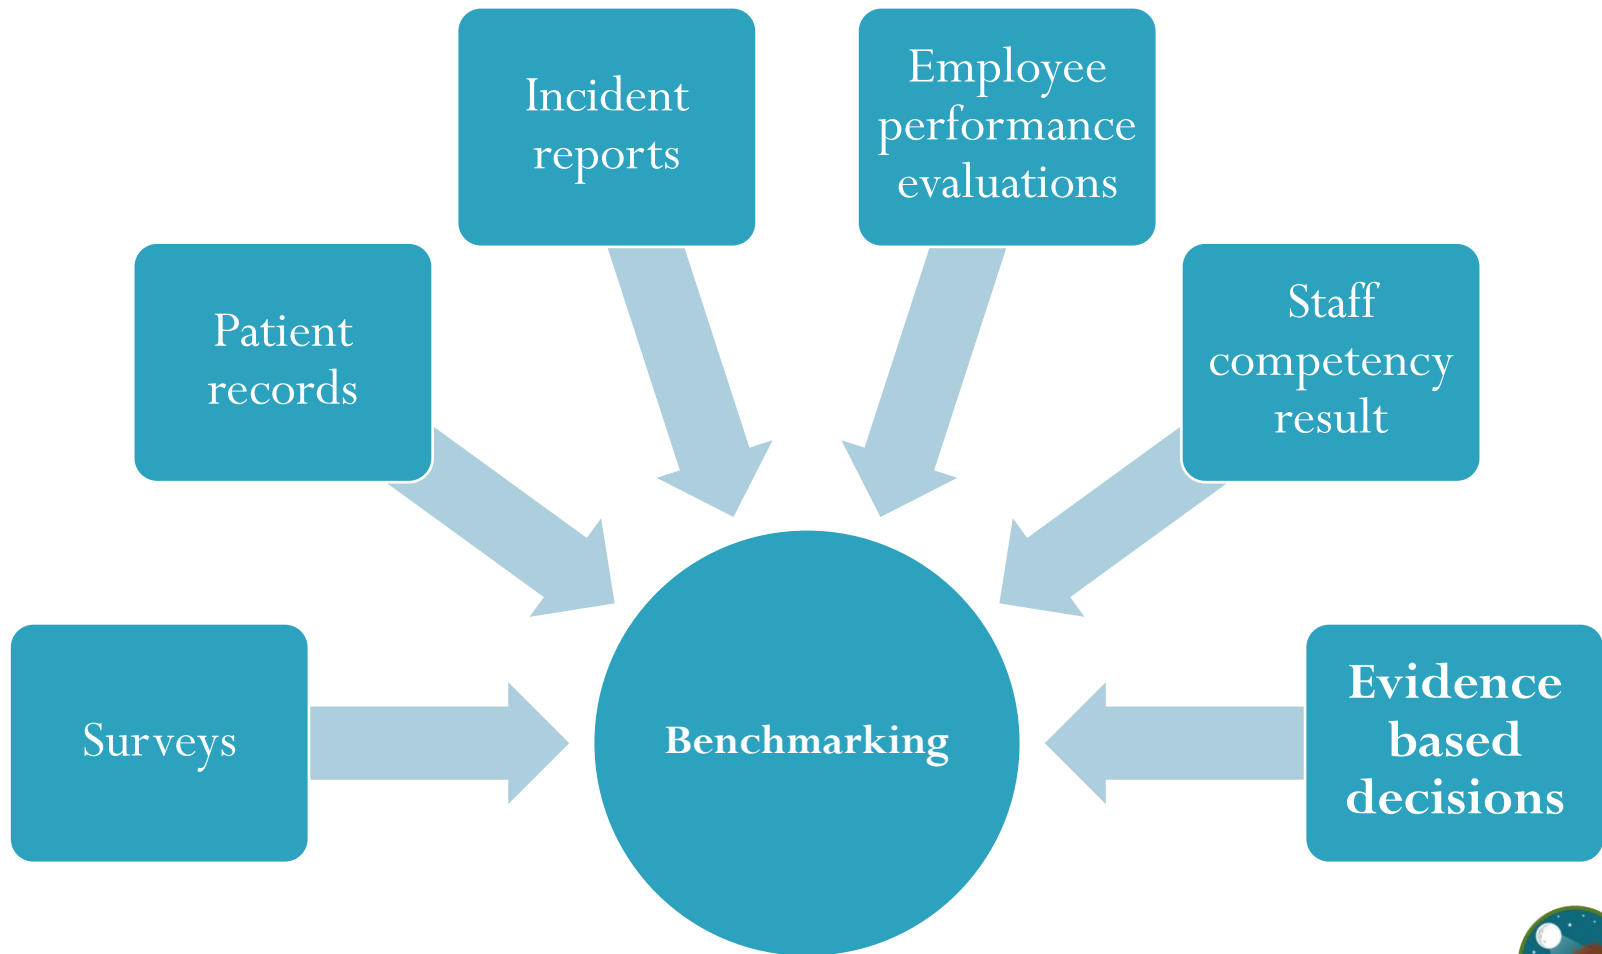 Incident
reports
Employee
performance
evaluations
Patient
records
Staff
competency
result
Surveys
Benchmarking
Evidence
based
decisions